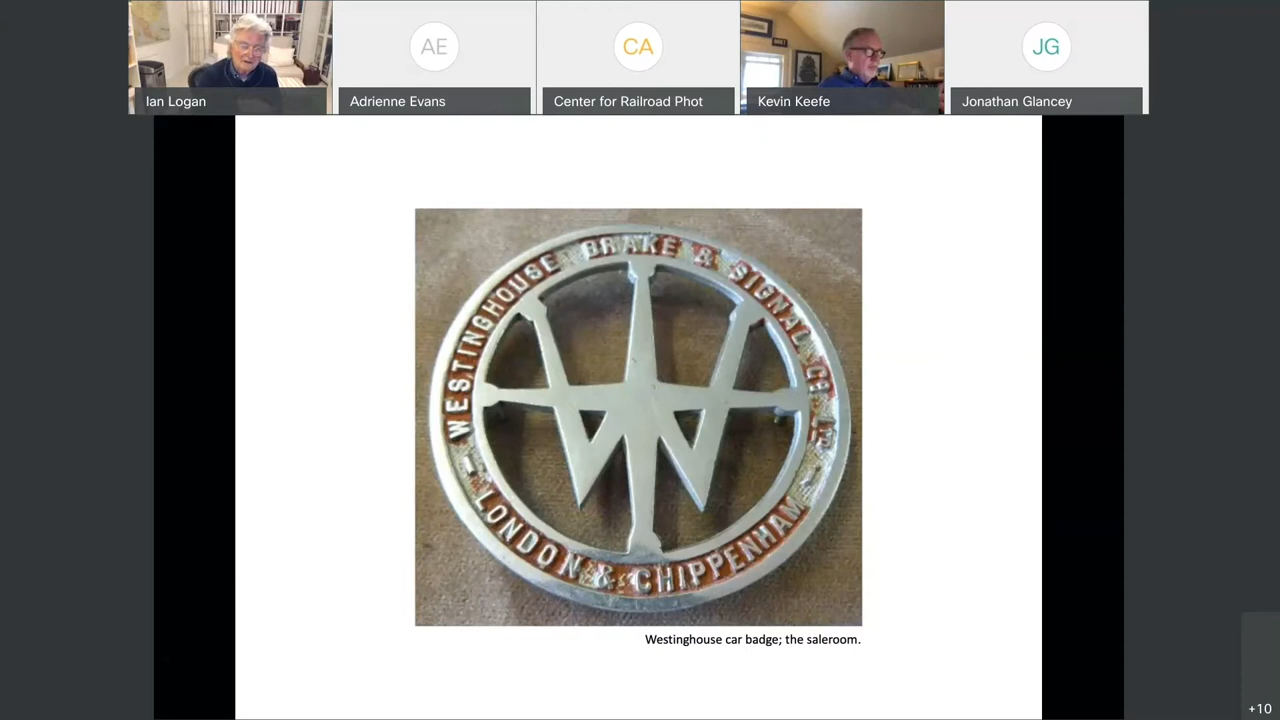 AE
CA
JG
Ian Logan
Adrienne Evans
Center for Railroad Phot
Kevin Keefe
Jonathan Glancey
WESTINGHOUSE BRAKE & SIGNAL CO LTD
LONDON & CHIPPENHAM
Westinghouse car badge; the saleroom.
+10